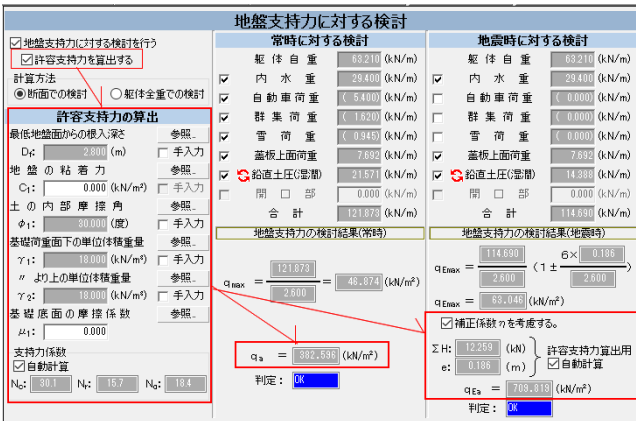 地盤支持力に対する検討
地盤支持力に対する検討を行う
許容支持力を算出する
計算方法
断面での検討 躯体全重での検討
許容支持力の算出
最低地盤面からの根入深さ 参照..
Df: 2.800 (m) 手入力
地盤の粘着力 参照..
C1: 0.000 (kN/m²) 手入力
土の内部摩擦角 参照..
φ1: 30.000 (度) 手入力
基礎荷重面下の単位体積重量 参照..
γ1: 18.000 (kN/m³) 手入力
〃 より上の単位体積重量 参照..
γ2: 18.000 (kN/m³) 手入力
基礎底面の摩擦係数
μ1: 0.000
支持力係数
自動計算
Nc: 30.1 Nr: 15.7 Nq: 18.4
常時に対する検討
躯体自重 63.210 (kN/m)
内水重 29.400 (kN/m)
自動車荷重 ( 5.400) (kN/m)
群集荷重 ( 1.620) (kN/m)
雪荷重 ( 0.945) (kN/m)
蓋板上面荷重 7.692 (kN/m)
鉛直土圧(湿潤) 21.571 (kN/m)
開口部 0.000 (kN/m)
合計 121.873 (kN/m)
地盤支持力の検討結果(常時)
qmax = 121.873 / 2.600 = 46.874 (kN/m²)
qa = 382.596 (kN/m²)
判定: OK
地震時に対する検討
躯体自重 63.210 (kN/m)
内水重 29.400 (kN/m)
自動車荷重 ( 0.000) (kN/m)
群集荷重 ( 0.000) (kN/m)
雪荷重 ( 0.000) (kN/m)
蓋板上面荷重 7.692 (kN/m)
鉛直土圧(湿潤) 14.388 (kN/m)
開口部 0.000 (kN/m)
合計 114.690 (kN/m)
地盤支持力の検討結果(地震時)
qEmax = 114.690 / 2.600 (1 ± 6× 0.186 / 2.600 )
qEmax = 63.046 (kN/m²)
補正係数ηを考慮する。
ΣH: 12.259 (kN) 許容支持力算出用
e: 0.186 (m) 自動計算
qEa = 709.819 (kN/m²)
判定: OK